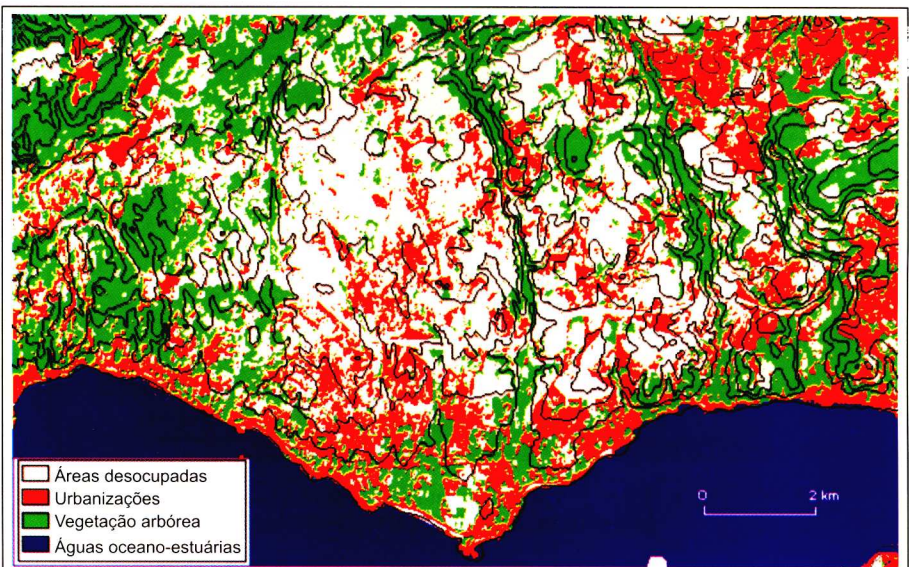 Áreas desocupadas
Urbanizações
Vegetação arbórea
Águas oceano-estuárias
0 2 km